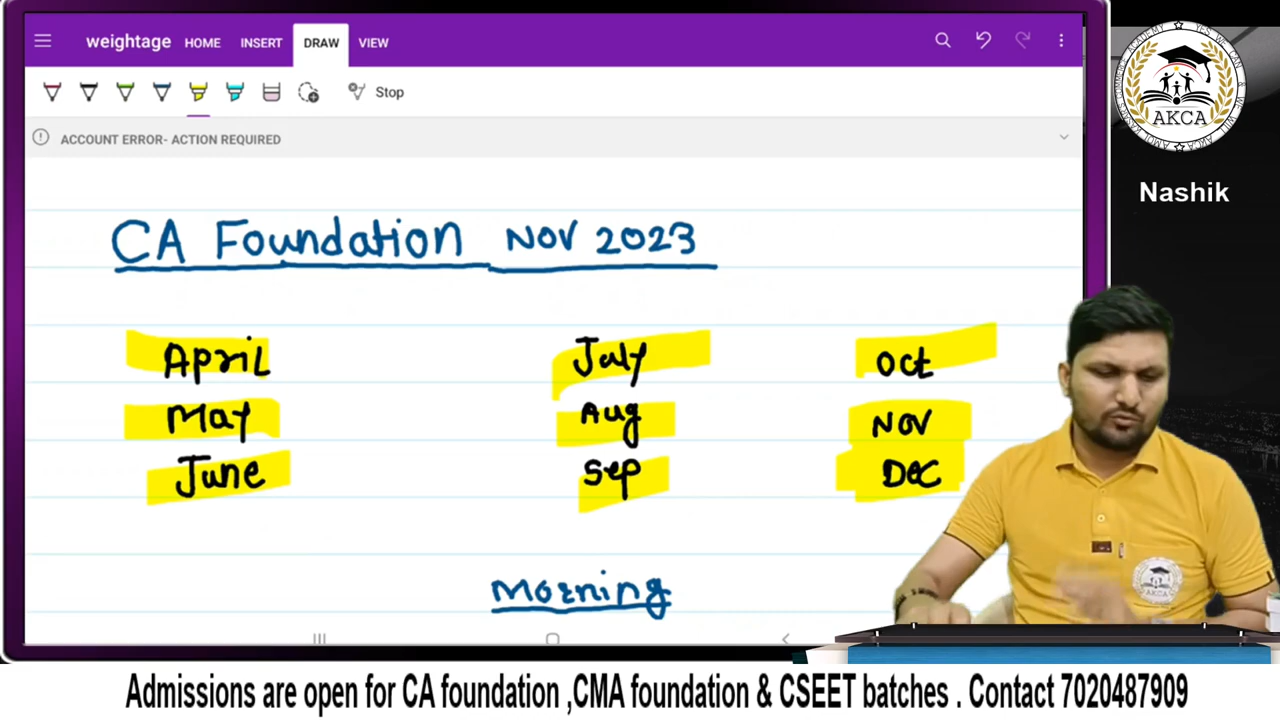 weightage HOME INSERT DRAW VIEW
Stop
ACCOUNT ERROR- ACTION REQUIRED
CA Foundation NOV 2023
April July Oct
May Aug NOV
June Sep Dec
Morning
AKCA
Nashik
Admissions are open for CA foundation ,CMA foundation & CSEET batches . Contact 7020487909